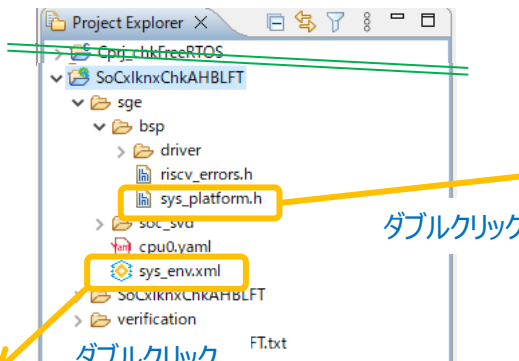 Project Explorer
Cprj_chkFreeRTOS
SoCxlknxChkAHBLFT
sge
bsp
driver
riscv_errors.h
sys_platform.h
ダブルクリック
soc_svd
cpu0.yaml
sys_env.xml
SoCxlknxChkAHBLFT
verification
ダブルクリック
FT.txt